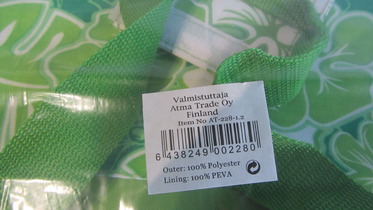 Valmistuttaja
Atma Trade Oy
Finland
Item No AT-228-1.2
6 438249 002280
Outer: 100% Polyester
Lining: 100% PEVA